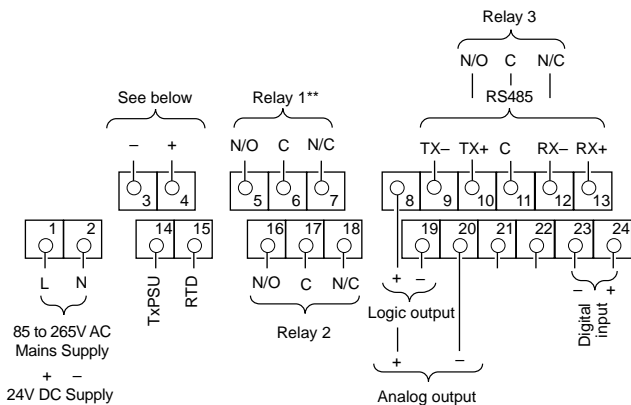 Relay 3
N/O C N/C
See below
Relay 1**
RS485
– +
N/O C N/C
TX– TX+ C RX– RX+
3 4
5 6 7
8 9 10 11 12 13
1 2
14 15
16 17 18
19 20 21 22 23 24
L N
TxPSU
RTD
N/O C N/C
+ –
– +
85 to 265V AC
Mains Supply
Relay 2
Logic output
Digital
input
+ –
24V DC Supply
+ –
Analog output